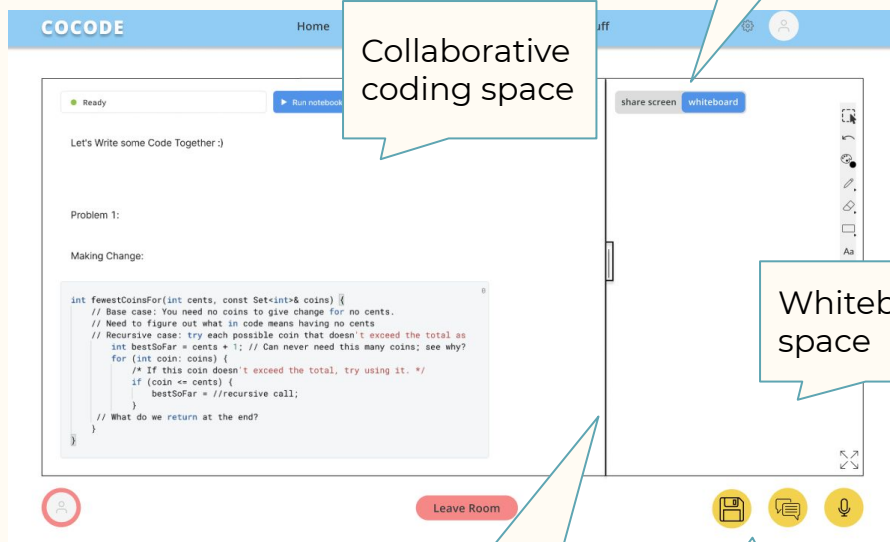 COCODE
Home
uff
Collaborative
coding space
Ready
Run notebook
share screen whiteboard
Let's Write some Code Together :)
Problem 1:
Making Change:
Aa
0
int fewestCoinsFor(int cents, const Set<int>& coins) {
// Base case: You need no coins to give change for no cents.
// Need to figure out what in code means having no cents
// Recursive case: try each possible coin that doesn't exceed the total as
int bestSoFar = cents + 1; // Can never need this many coins; see why?
for (int coin: coins) {
/* If this coin doesn't exceed the total, try using it. */
if (coin <= cents) {
bestSoFar = //recursive call;
}
// What do we return at the end?
}
}
Whiteb
space
Leave Room